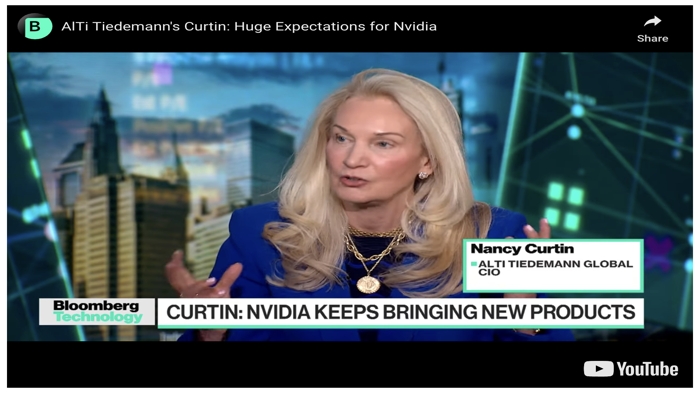 B
AlTi Tiedemann's Curtin: Huge Expectations for Nvidia
Share
Nancy Curtin
ALTI TIEDEMANN GLOBAL
CIO
Bloomberg
Technology
CURTIN: NVIDIA KEEPS BRINGING NEW PRODUCTS
YouTube